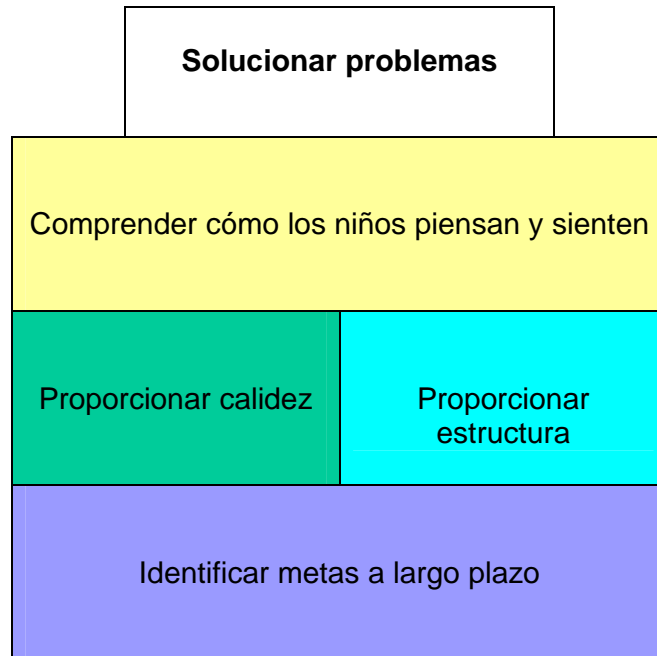 Solucionar problemas
Comprender cómo los niños piensan y sienten
Proporcionar calidez
Proporcionar
estructura
Identificar metas a largo plazo